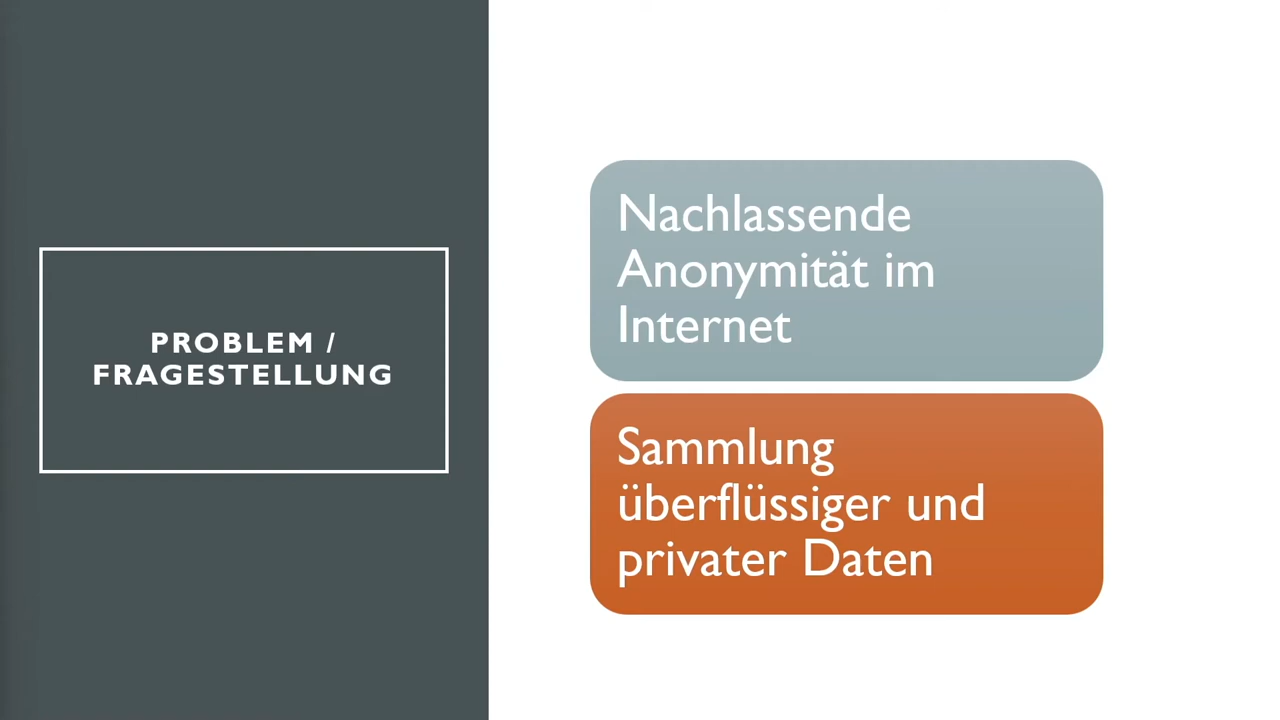 PROBLEM /
FRAGESTELLUNG
Nachlassende
Anonymität im
Internet
Sammlung
überflüssiger und
privater Daten